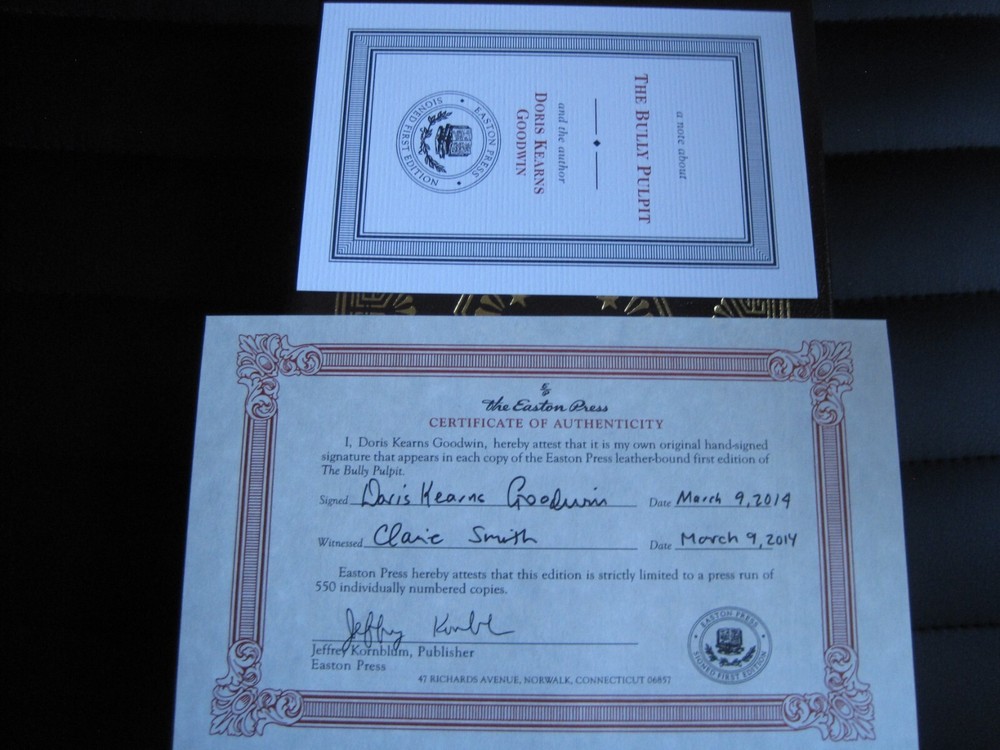 a note about
THE BULLY PULPIT
and the author
DORIS KEARNS
GOODWIN
EASTON PRESS
SIGNED FIRST EDITION
The Easton Press
CERTIFICATE OF AUTHENTICITY
I, Doris Kearns Goodwin, hereby attest that it is my own original hand-signed
signature that appears in each copy of the Easton Press leather-bound first edition of
The Bully Pulpit.
Signed Doris Kearns Goodwin Date March 9, 2014
Witnessed Claire Smith Date March 9, 2014
Easton Press hereby attests that this edition is strictly limited to a press run of
550 individually numbered copies.
Jeffry Kornblum, Publisher
Easton Press
EASTON PRESS
SIGNED FIRST EDITION
47 RICHARDS AVENUE, NORWALK, CONNECTICUT 06857